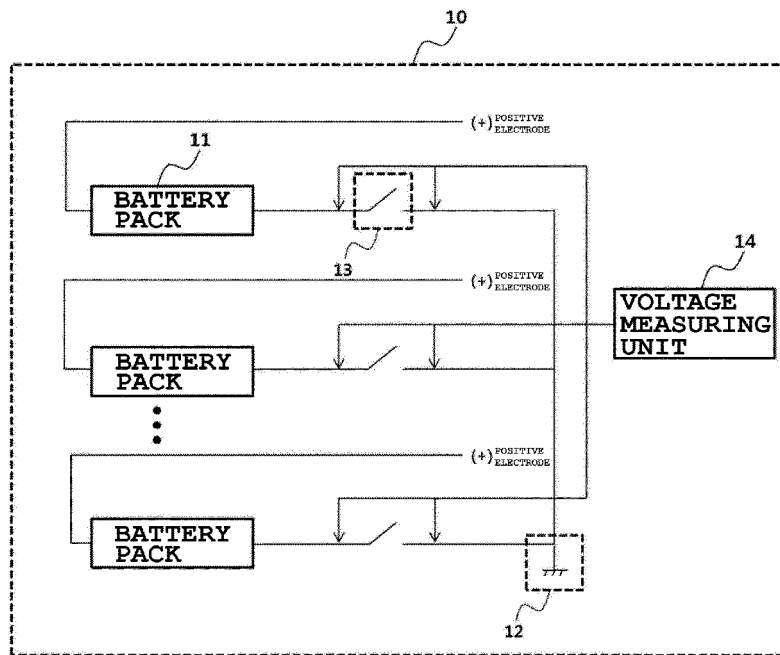 10
(+) POSITIVE
ELECTRODE
11
BATTERY
PACK
13
(+) POSITIVE
ELECTRODE
14
VOLTAGE
MEASURING
UNIT
BATTERY
PACK
(+) POSITIVE
ELECTRODE
BATTERY
PACK
12